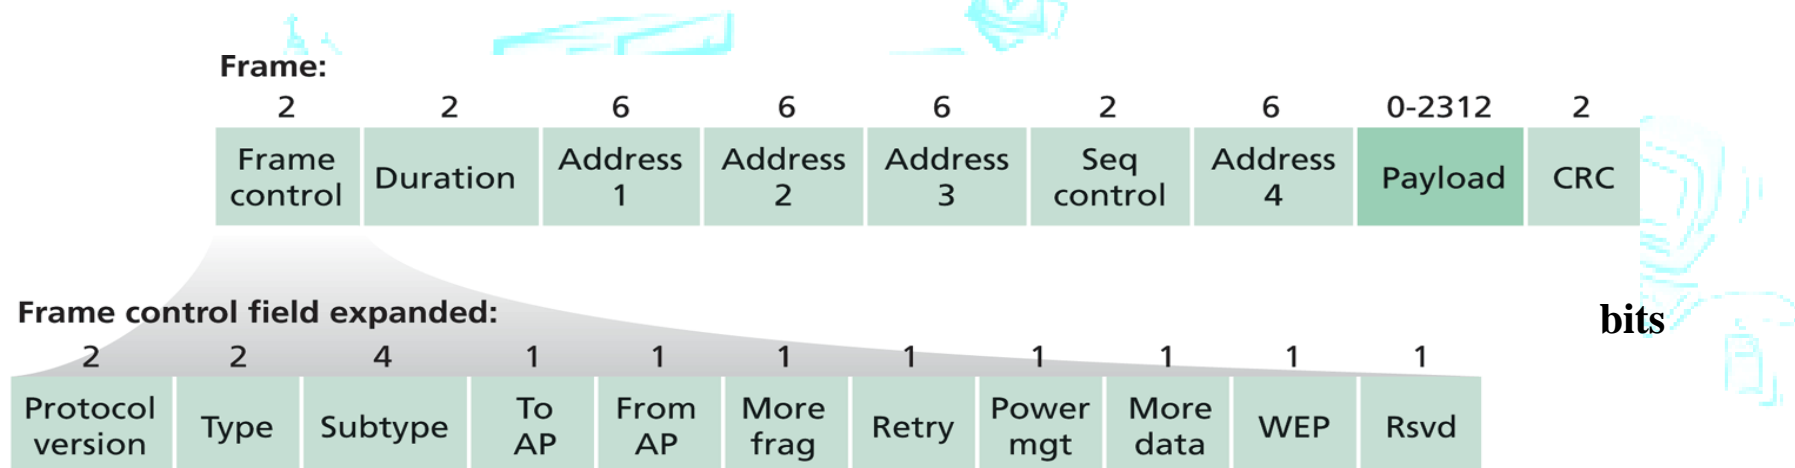 Frame:
2 2 6 6 6 2 6 0-2312 2
Frame control
Duration
Address 1
Address 2
Address 3
Seq control
Address 4
Payload
CRC
Frame control field expanded:
bits
2 2 4 1 1 1 1 1 1 1 1
Protocol version
Type
Subtype
To AP
From AP
More frag
Retry
Power mgt
More data
WEP
Rsvd